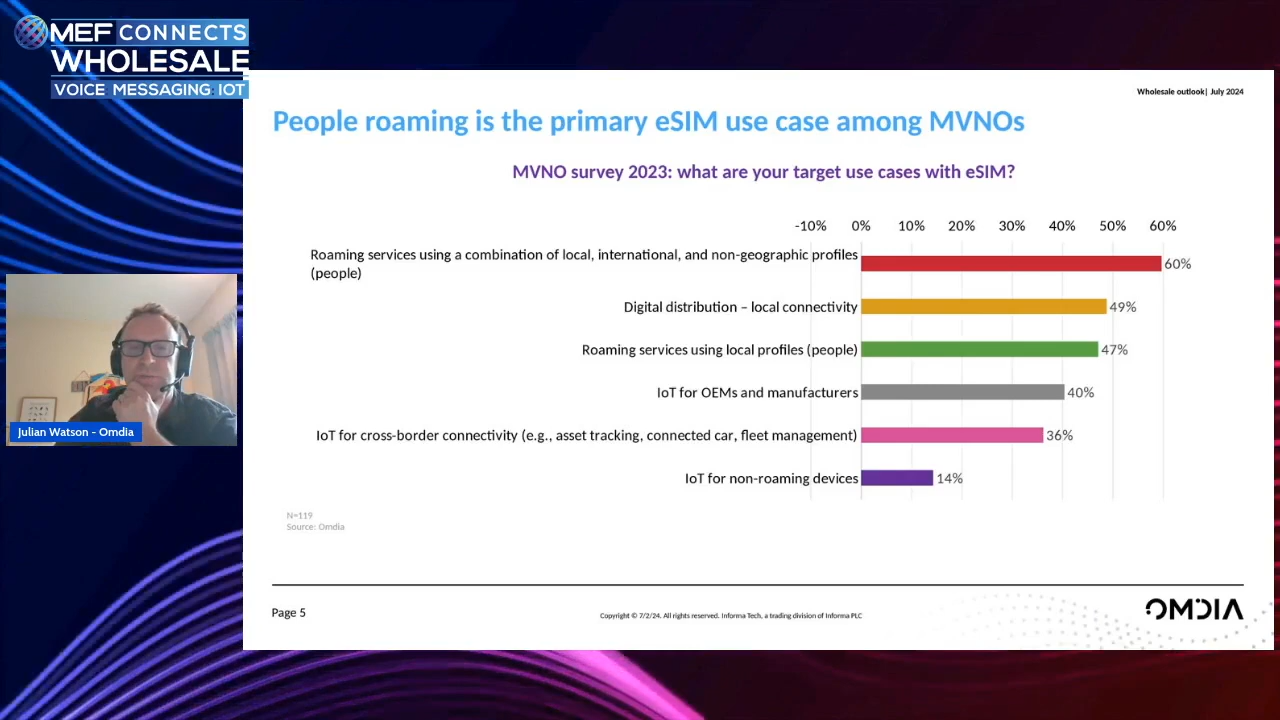 MEF CONNECTS
WHOLESALE
VOICE MESSAGING IOT
Wholesale outlook| July 2024
People roaming is the primary eSIM use case among MVNOs
MVNO survey 2023: what are your target use cases with eSIM?
-10% 0% 10% 20% 30% 40% 50% 60%
Roaming services using a combination of local, international, and non-geographic profiles
(people)
60%
Digital distribution – local connectivity 49%
Roaming services using local profiles (people) 47%
IoT for OEMs and manufacturers 40%
IoT for cross-border connectivity (e.g., asset tracking, connected car, fleet management) 36%
IoT for non-roaming devices 14%
Julian Watson - Omdia
N=119
Source: Omdia
Page 5
Copyright © 7/2/24. All rights reserved. Informa Tech, a trading division of Informa PLC
OMDIA